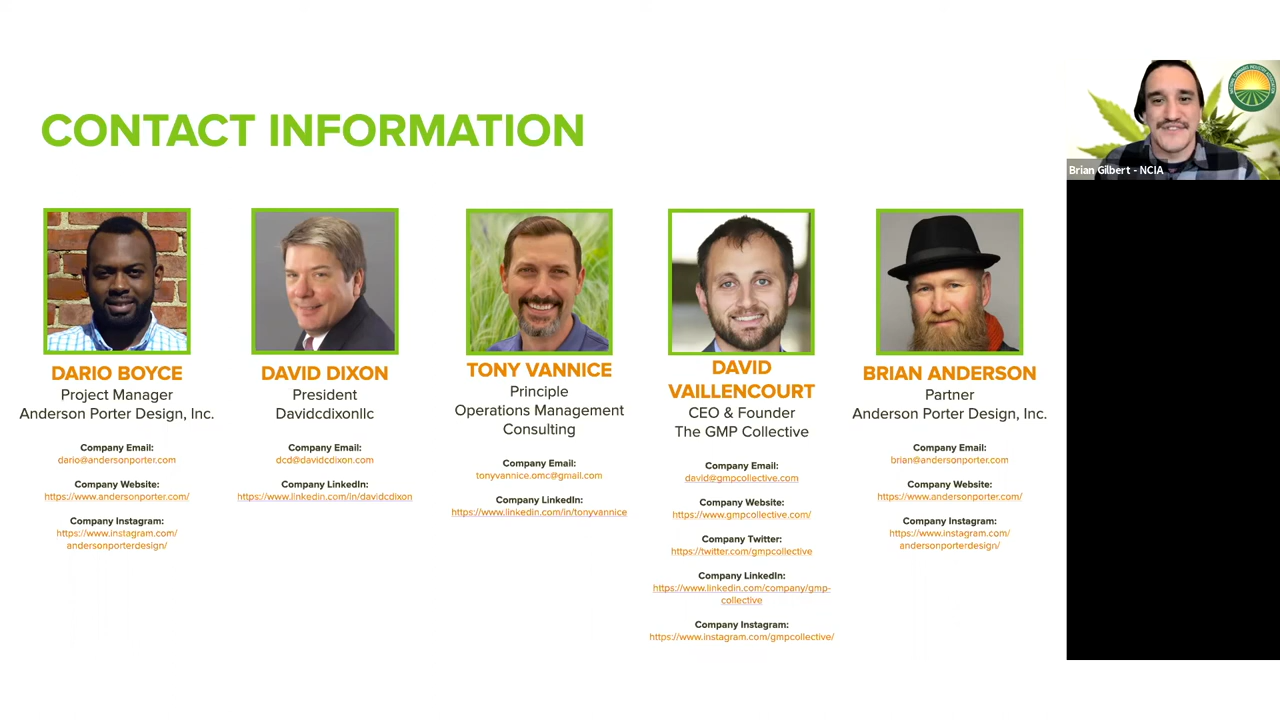 CONTACT INFORMATION
Brian Gilbert - NCIA
DARIO BOYCE
Project Manager
Anderson Porter Design, Inc.
Company Email:
dario@andersonporter.com
Company Website:
https://www.andersonporter.com/
Company Instagram:
https://www.instagram.com/
andersonporterdesign/
DAVID DIXON
President
Davidcdixonllc
Company Email:
dcd@davidcdixon.com
Company LinkedIn:
https://www.linkedin.com/in/davidcdixon
TONY VANNICE
Principle
Operations Management
Consulting
Company Email:
tonyvannice.omc@gmail.com
Company LinkedIn:
https://www.linkedin.com/in/tonyvannice
DAVID
VAILLENCOURT
CEO & Founder
The GMP Collective
Company Email:
david@gmpcollective.com
Company Website:
https://www.gmpcollective.com/
Company Twitter:
https://twitter.com/gmpcollective
Company LinkedIn:
https://www.linkedin.com/company/gmp-
collective
Company Instagram:
https://www.instagram.com/gmpcollective/
BRIAN ANDERSON
Partner
Anderson Porter Design, Inc.
Company Email:
brian@andersonporter.com
Company Website:
https://www.andersonporter.com/
Company Instagram:
https://www.instagram.com/
andersonporterdesign/